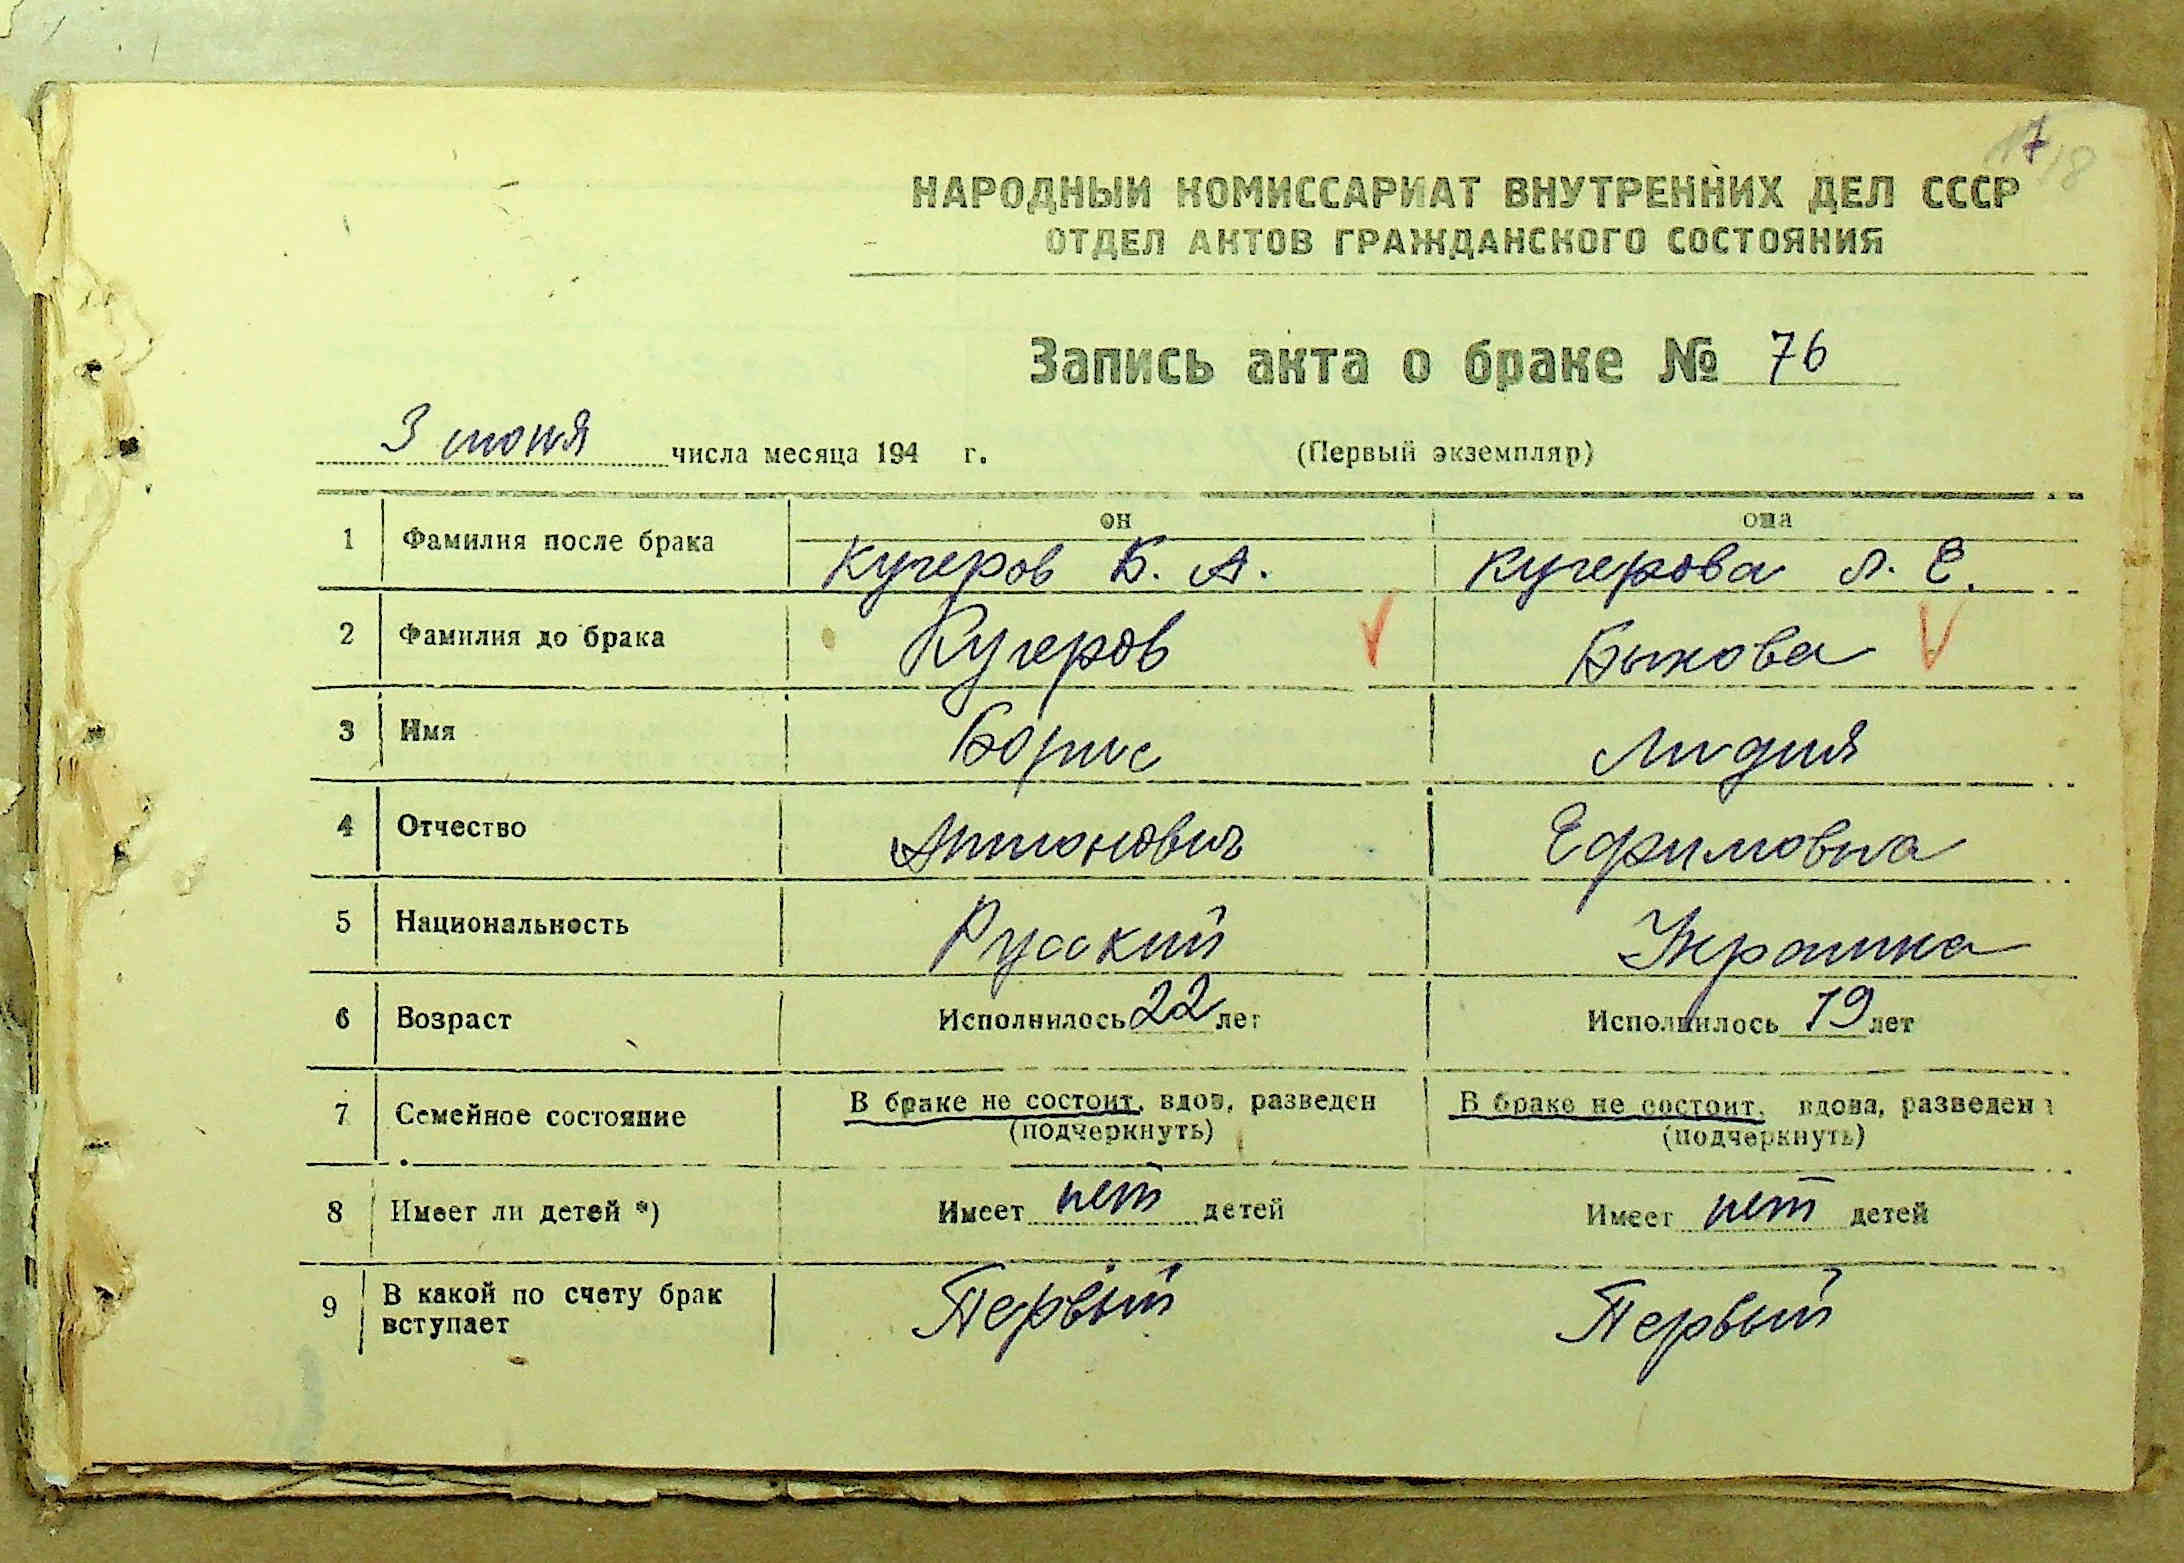 7
18
НАРОДНЫЙ КОМИССАРИАТ ВНУТРЕННИХ ДЕЛ СССР
ОТДЕЛ АКТОВ ГРАЖДАНСКОГО СОСТОЯНИЯ
Запись акта о браке № 76
3 июня числа месяца 194 г. (Первый экземпляр)
он она
1 Фамилия после брака Кучеров Б. А. Кучерова Л. Е.
2 Фамилия до брака Кучеров Быкова
3 Имя Борис Лидия
4 Отчество Антонович Ефимовна
5 Национальность Русский Украинка
6 Возраст Исполнилось 22 лет Исполнилось 19 лет
7 Семейное состояние В браке не состоит, вдов, разведен В браке не состоит, вдова, разведена
(подчеркнуть) (подчеркнуть)
8 Имеет ли детей *) Имеет нет детей Имеет нет детей
9 В какой по счету брак вступает Первый Первый